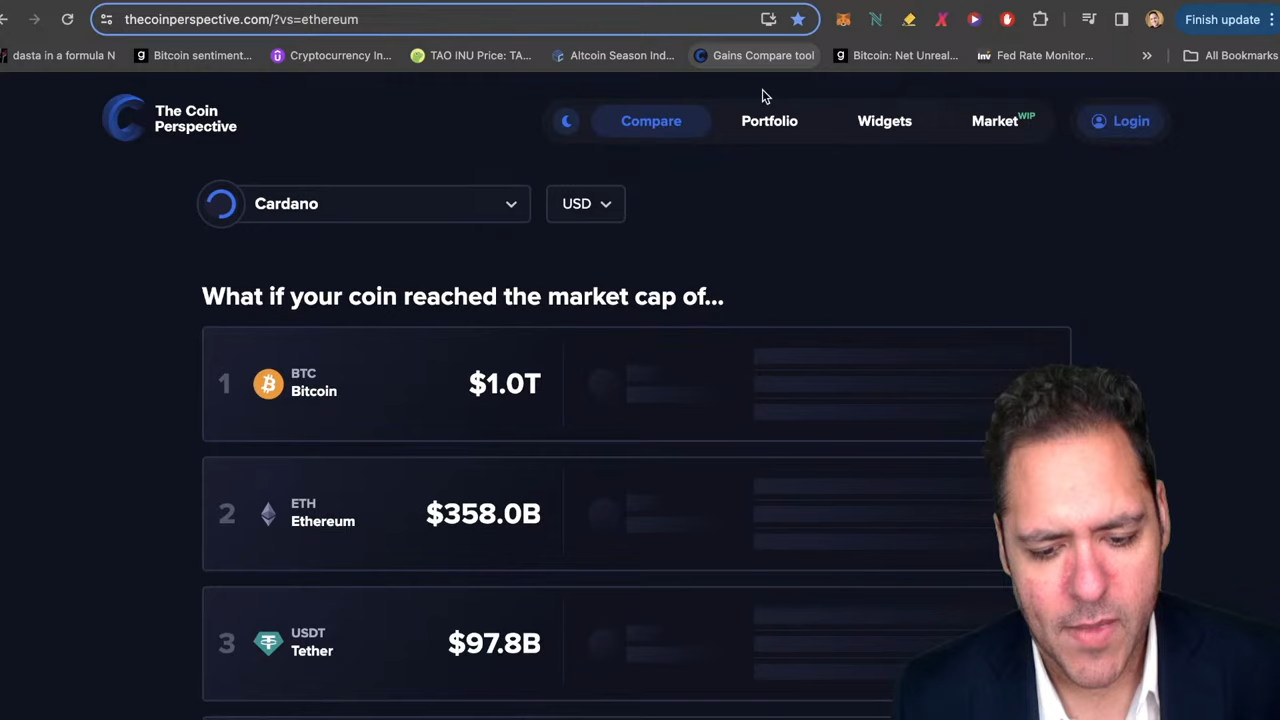 thecoinperspective.com/?vs=ethereum
Finish update
dasta in a formula N
Bitcoin sentiment...
Cryptocurrency In...
TAO INU Price: TA...
Altcoin Season Ind...
Gains Compare tool
Bitcoin: Net Unreal...
inv Fed Rate Monitor...
»
All Bookmarks
The Coin
Perspective
Compare
Portfolio
Widgets
Market WIP
Login
Cardano
USD
What if your coin reached the market cap of...
1
BTC
Bitcoin
$1.0T
2
ETH
Ethereum
$358.0B
3
USDT
Tether
$97.8B